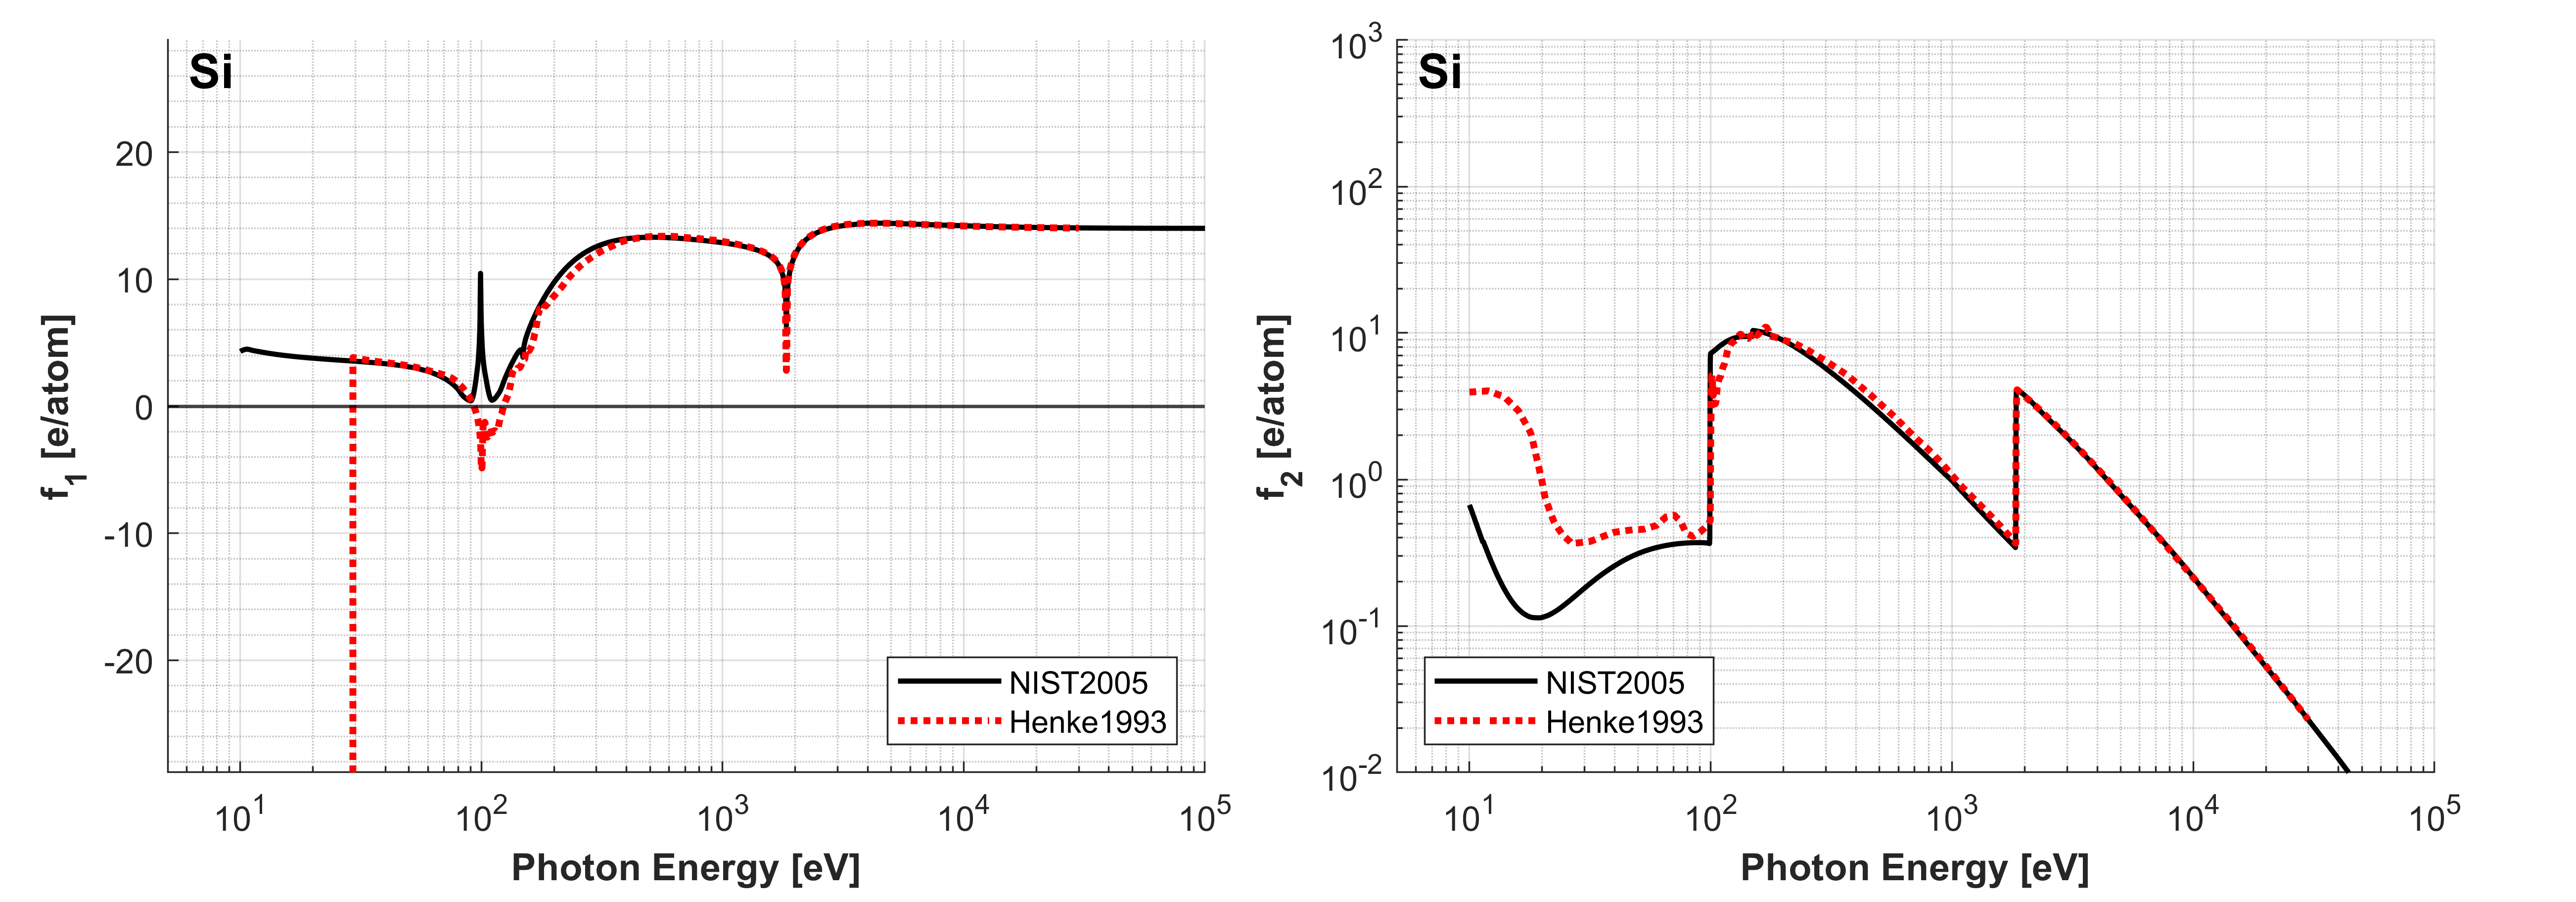 Si
20
10
0
-10
-20
f1 [e/atom]
NIST2005
Henke1993
10^1 10^2 10^3 10^4 10^5
Photon Energy [eV]
Si
10^3
10^2
10^1
10^0
10^-1
10^-2
f2 [e/atom]
NIST2005
Henke1993
10^1 10^2 10^3 10^4 10^5
Photon Energy [eV]